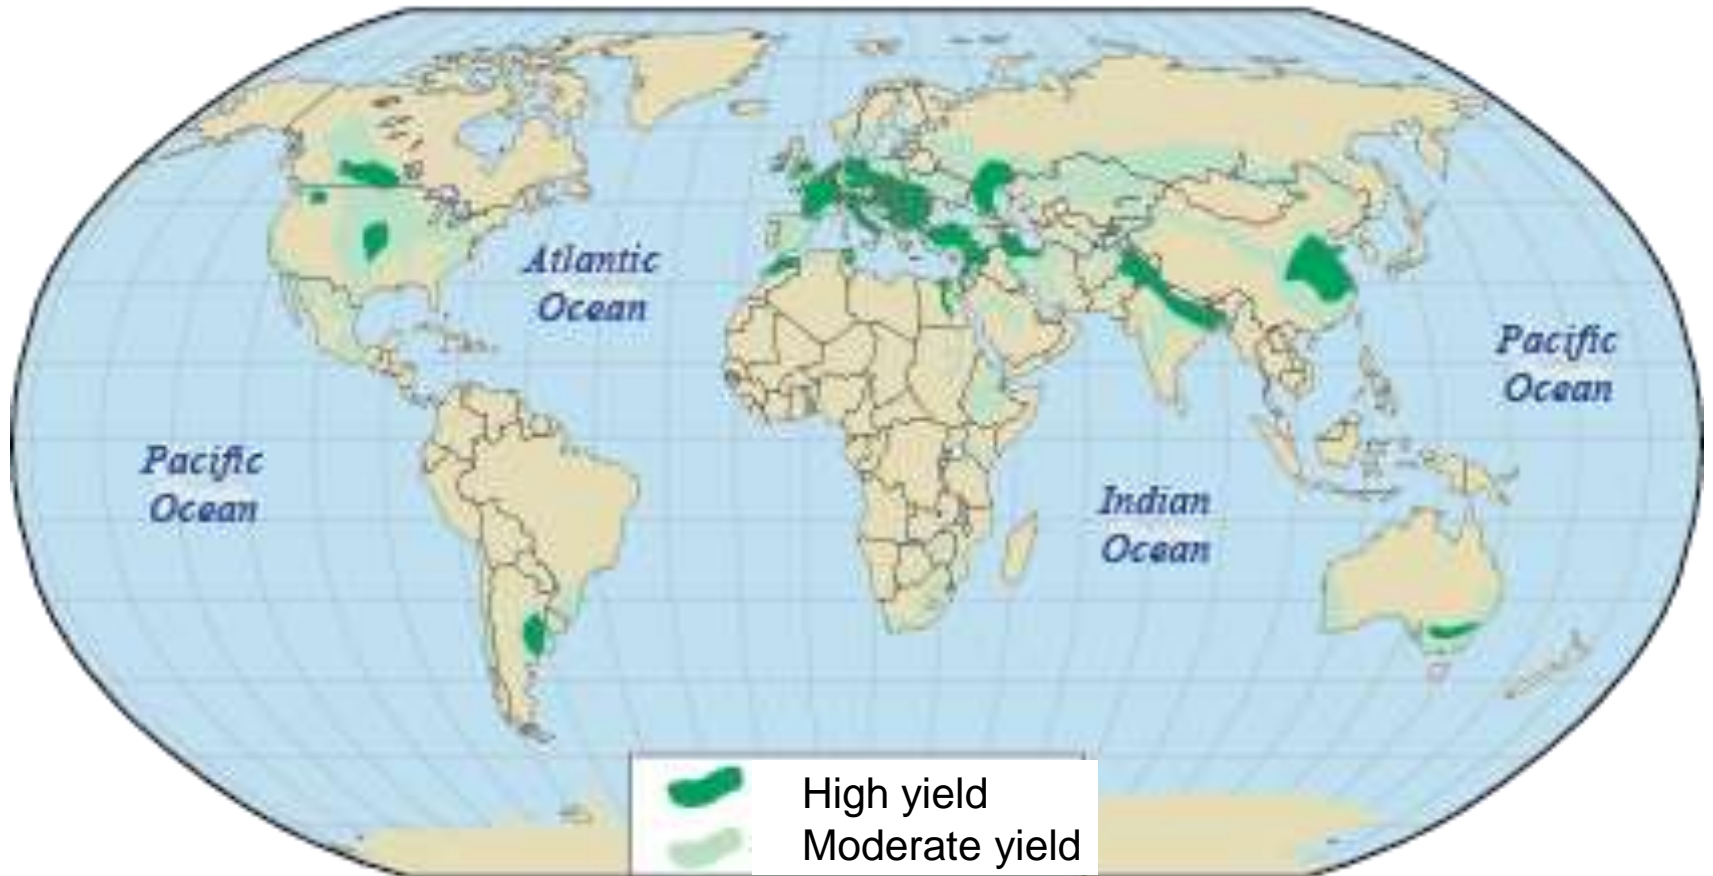 Atlantic
Ocean
Pacific
Ocean
Pacific
Ocean
Indian
Ocean
High yield
Moderate yield